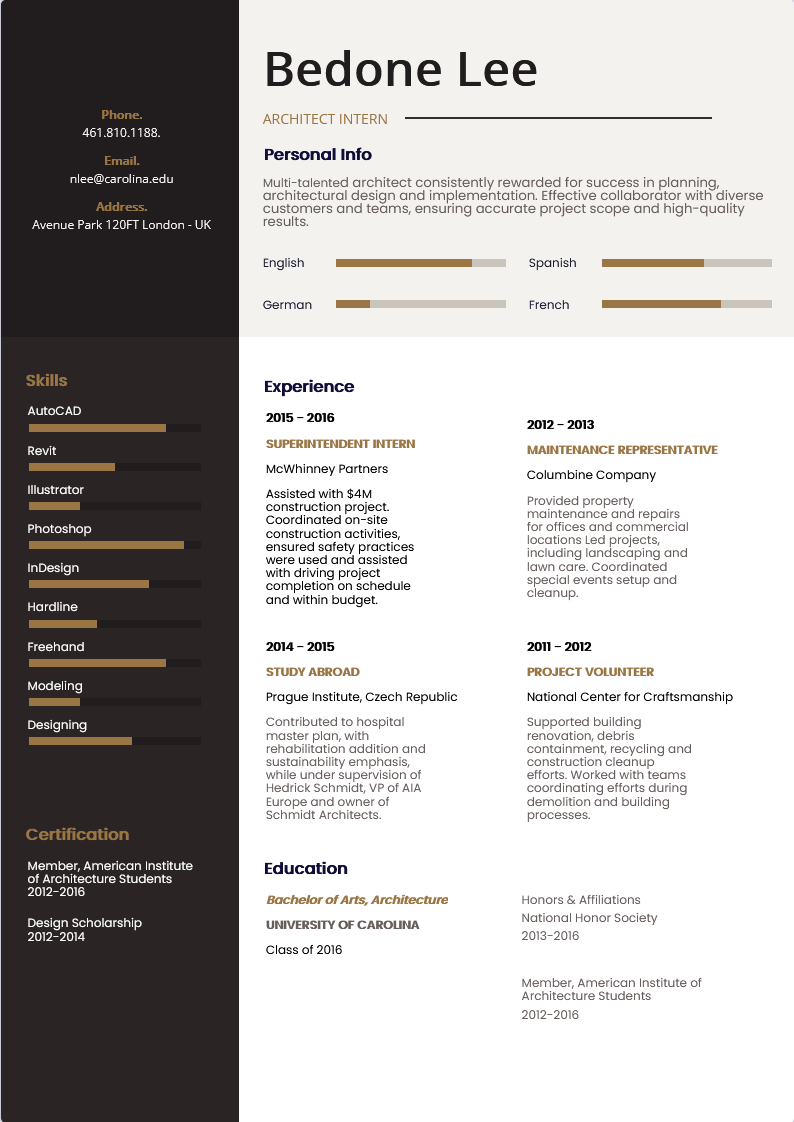 Phone.
461.810.1188.
Email.
nlee@carolina.edu
Address.
Avenue Park 120FT London - UK
Bedone Lee
ARCHITECT INTERN
Personal Info
Multi-talented architect consistently rewarded for success in planning,
architectural design and implementation. Effective collaborator with diverse
customers and teams, ensuring accurate project scope and high-quality
results.
English
Spanish
German
French
Skills
AutoCAD
Revit
Illustrator
Photoshop
InDesign
Hardline
Freehand
Modeling
Designing
Certification
Member, American Institute
of Architecture Students
2012-2016
Design Scholarship
2012-2014
Experience
2015 - 2016
SUPERINTENDENT INTERN
McWhinney Partners
Assisted with $4M
construction project.
Coordinated on-site
construction activities,
ensured safety practices
were used and assisted
with driving project
completion on schedule
and within budget.
2012 - 2013
MAINTENANCE REPRESENTATIVE
Columbine Company
Provided property
maintenance and repairs
for offices and commercial
locations Led projects,
including landscaping and
lawn care. Coordinated
special events setup and
cleanup.
2014 - 2015
STUDY ABROAD
Prague Institute, Czech Republic
Contributed to hospital
master plan, with
rehabilitation addition and
sustainability emphasis,
while under supervision of
Hedrick Schmidt, VP of AIA
Europe and owner of
Schmidt Architects.
2011 - 2012
PROJECT VOLUNTEER
National Center for Craftsmanship
Supported building
renovation, debris
containment, recycling and
construction cleanup
efforts. Worked with teams
coordinating efforts during
demolition and building
processes.
Education
Bachelor of Arts, Architecture
UNIVERSITY OF CAROLINA
Class of 2016
Honors & Affiliations
National Honor Society
2013-2016
Member, American Institute of
Architecture Students
2012-2016